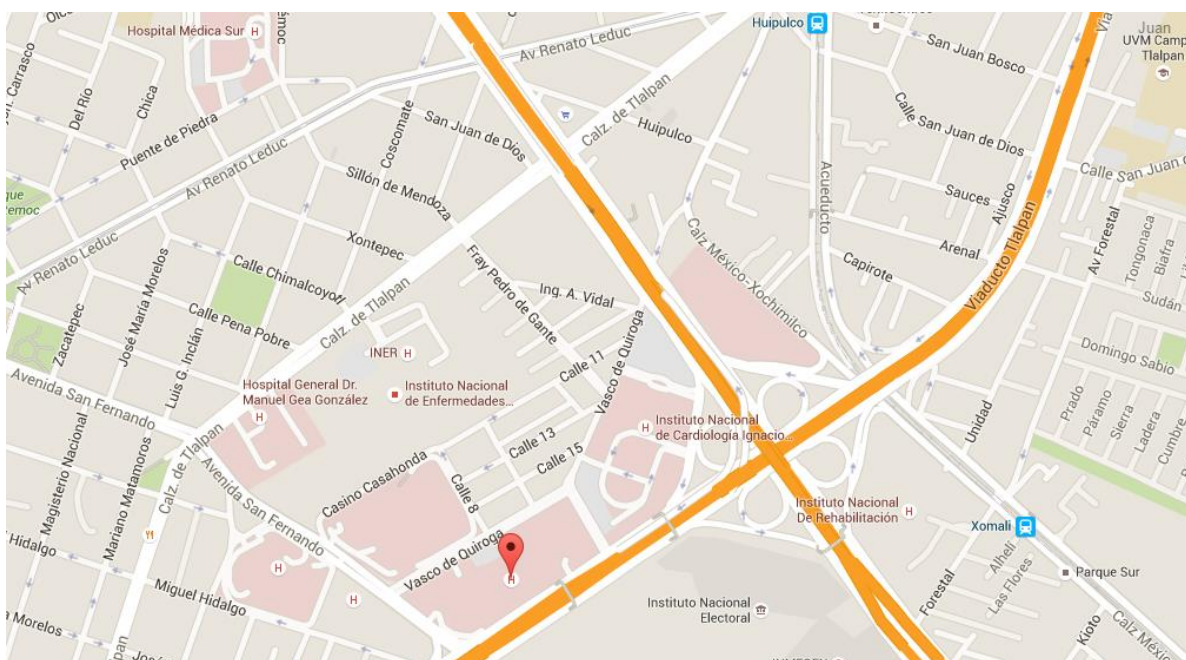 Hospital Médica Sur
Huipulco
Juan
UVM Camp
Tlalpan
San Juan Bosco
Av Renato Leduc
Chica
Del Rio
Carrasco
Puente de Piedra
Coscomate
San Juan de Díos
Calz. de Tlalpan
Huipulco
Calle San Juan de Dios
Calle San Juan d
Av Renato Leduc
Sillón de Mendoza
Acueducto
Sauces
Ajusco
Av Forestal
Tongonaca
Biafra
Xontepec
Av Renato Leduc
José María Morelos
Calle Chimalcoyotl
Fray Pedro de Gante
Calz México-Xochimilco
Arenal
Capirote
Viaducto Tlalpan
Sudán
Ing. A. Vidal
Calz. de Tlalpan
Calle Pena Pobre
Zacatepec
Luis G. Inclán
Vasco de Quiroga
INER
Calle 11
Domingo Sabio
Avenida San Fernando
Hospital General Dr.
Manuel Gea González
Instituto Nacional
de Enfermedades...
Prado
Páramo
Sierra
Ladera
Cumbre
Unidad
Instituto Nacional
de Cardiología Ignacio...
Calle 13
Calle 15
Calz. de Tlalpan
Magisterio Nacional
Mariano Matamoros
Avenida San Fernando
Casino Casahonda
Calle 8
Instituto Nacional
De Rehabilitación
Xomali
Vasco de Quiroga
Hidalgo
Miguel Hidalgo
Alheli
Las Flores
Parque Sur
Forestal
Instituto Nacional
Electoral
Morelos
Kioto
Calz Méx